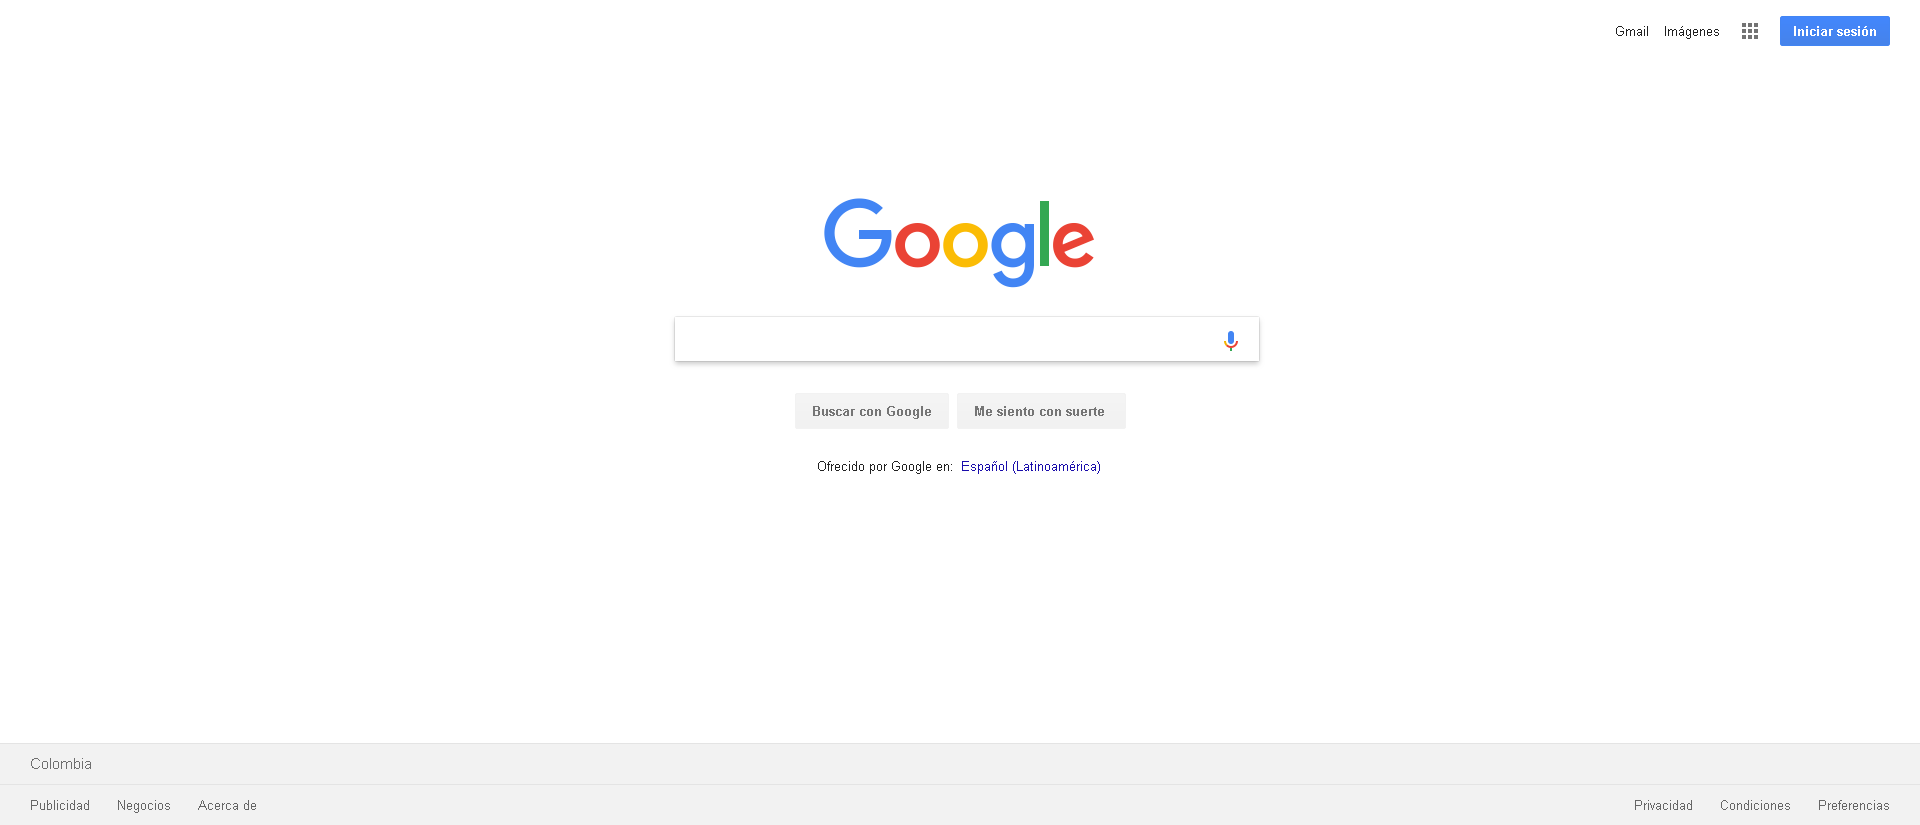 Gmail Imágenes Iniciar sesión
Google
Buscar con Google Me siento con suerte
Ofrecido por Google en: Español (Latinoamérica)
Colombia
Publicidad Negocios Acerca de Privacidad Condiciones Preferencias